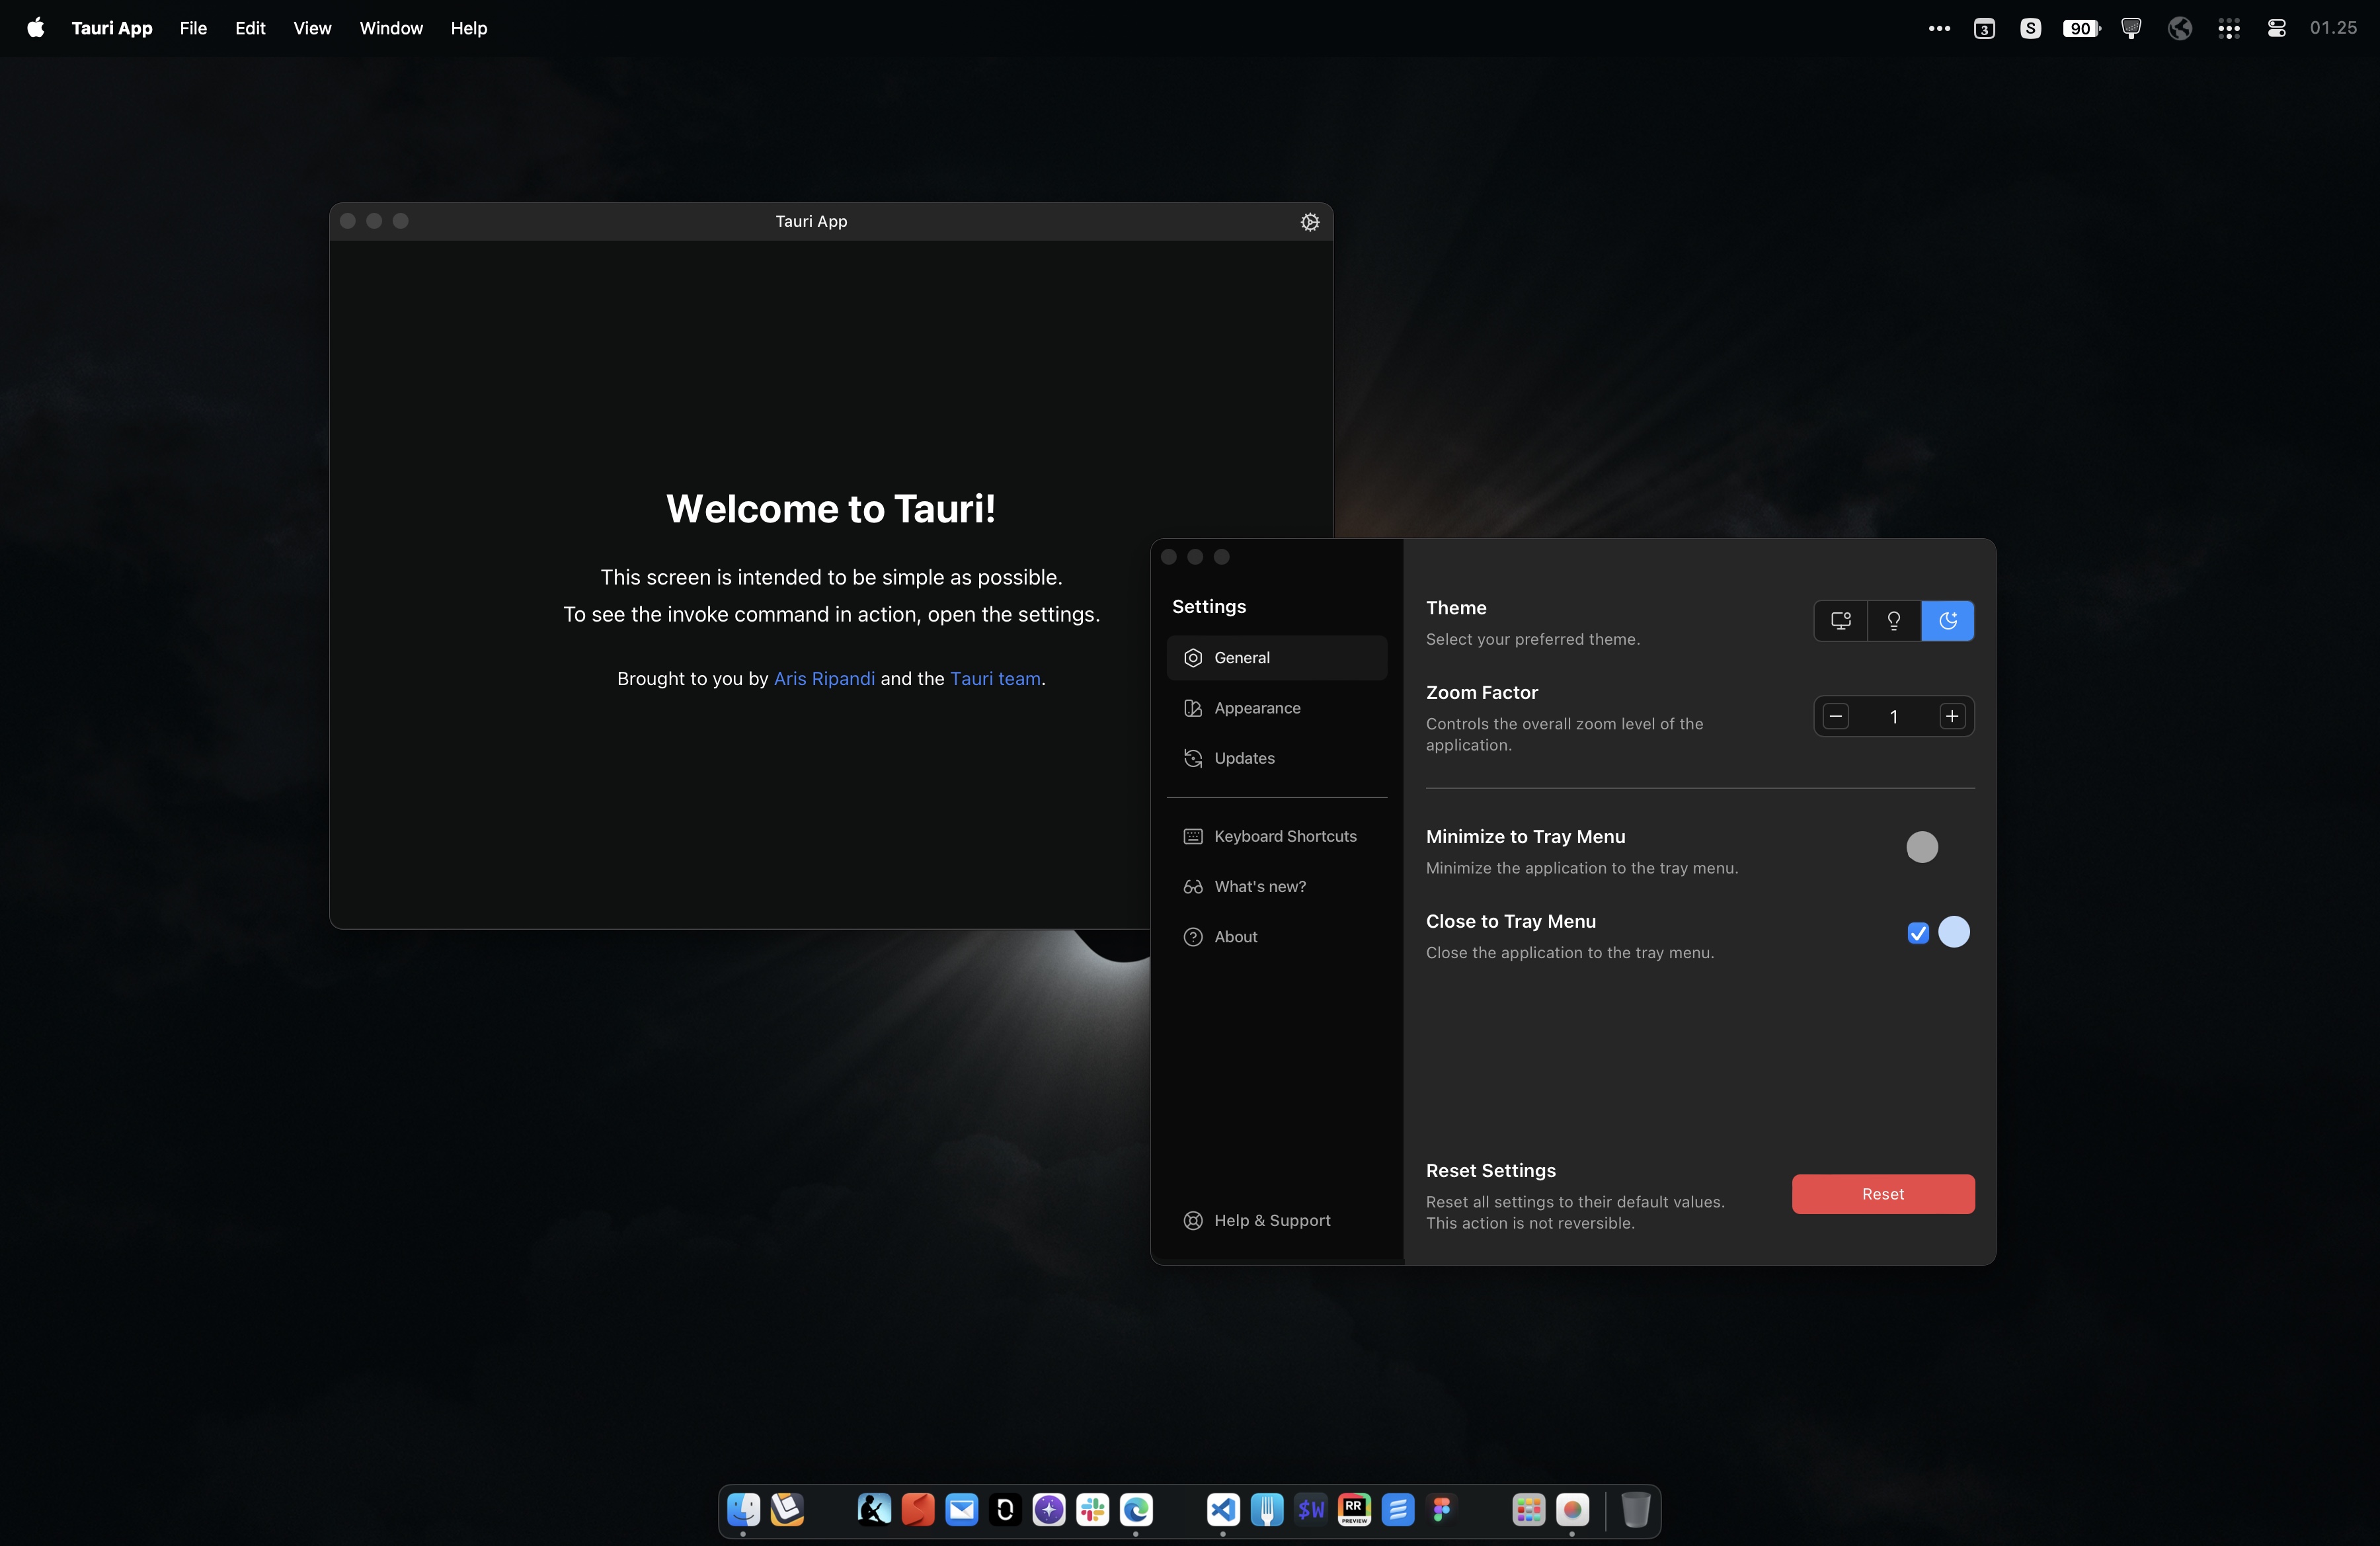 Tauri App File Edit View Window Help
3 S 90 01.25
Tauri App
Welcome to Tauri!
This screen is intended to be simple as possible.
To see the invoke command in action, open the settings.
Brought to you by Aris Ripandi and the Tauri team.
Settings
General
Appearance
Updates
Keyboard Shortcuts
What's new?
About
Help & Support
Theme
Select your preferred theme.
Zoom Factor
Controls the overall zoom level of the
application.
1
Minimize to Tray Menu
Minimize the application to the tray menu.
Close to Tray Menu
Close the application to the tray menu.
Reset Settings
Reset all settings to their default values.
This action is not reversible.
Reset
$W RR
PREVIEW